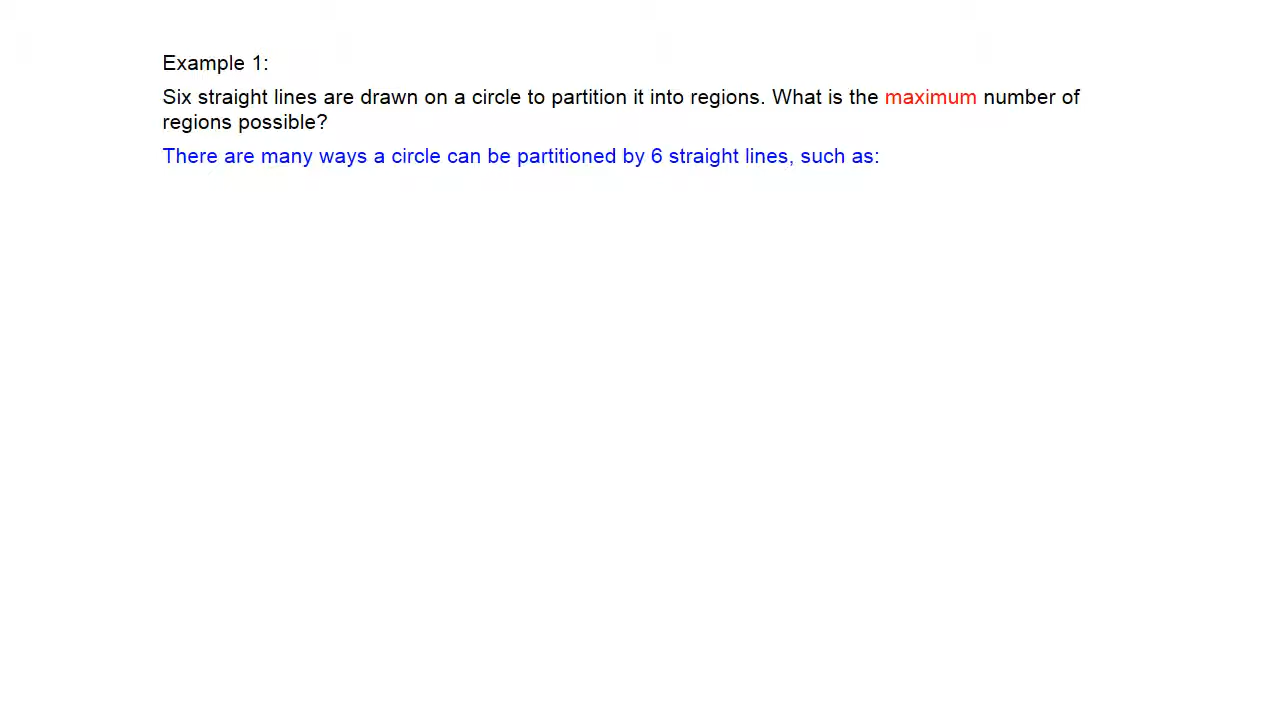 Example 1:
Six straight lines are drawn on a circle to partition it into regions. What is the maximum number of
regions possible?
There are many ways a circle can be partitioned by 6 straight lines, such as: